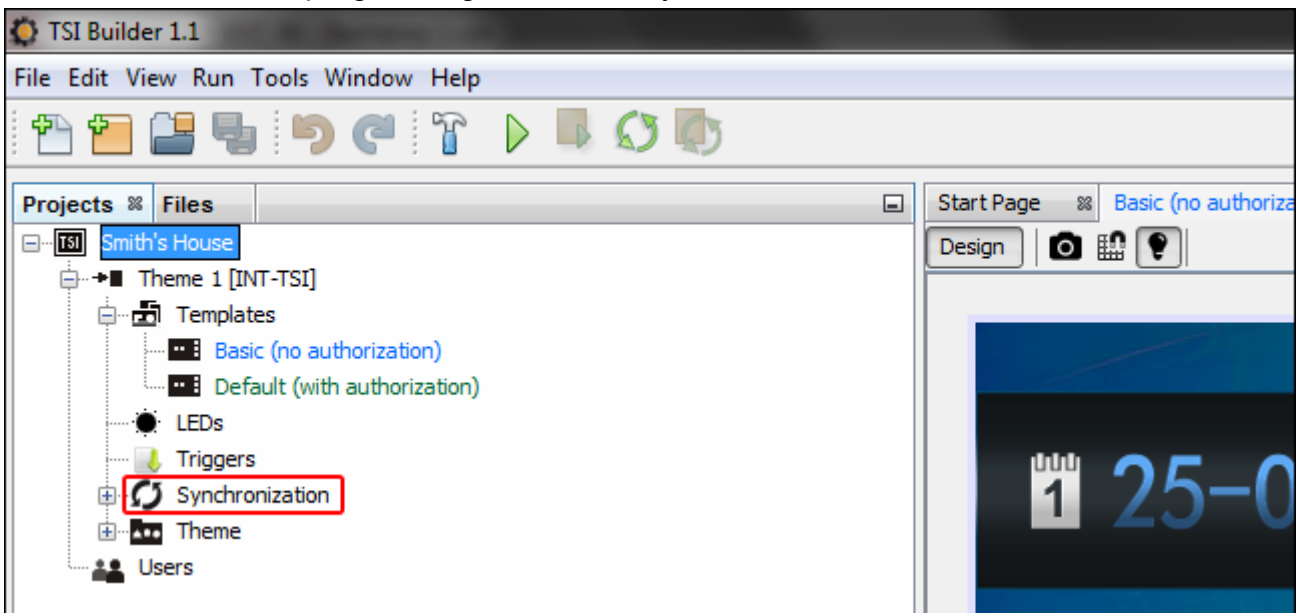 TSI Builder 1.1
File Edit View Run Tools Window Help
Projects Files
Start Page Basic (no authoriza
TSI Smith's House
Design
Theme 1 [INT-TSI]
Templates
Basic (no authorization)
Default (with authorization)
LEDs
Triggers
Synchronization
Theme
Users
1 25-0